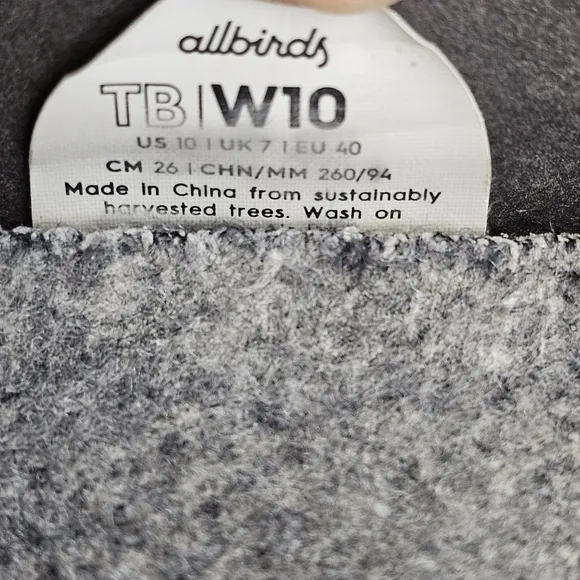 allbirds
TB|W10
US 10 | UK 7 | EU 40
CM 26 | CHN/MM 260/94
Made in China from sustainably
harvested trees. Wash on